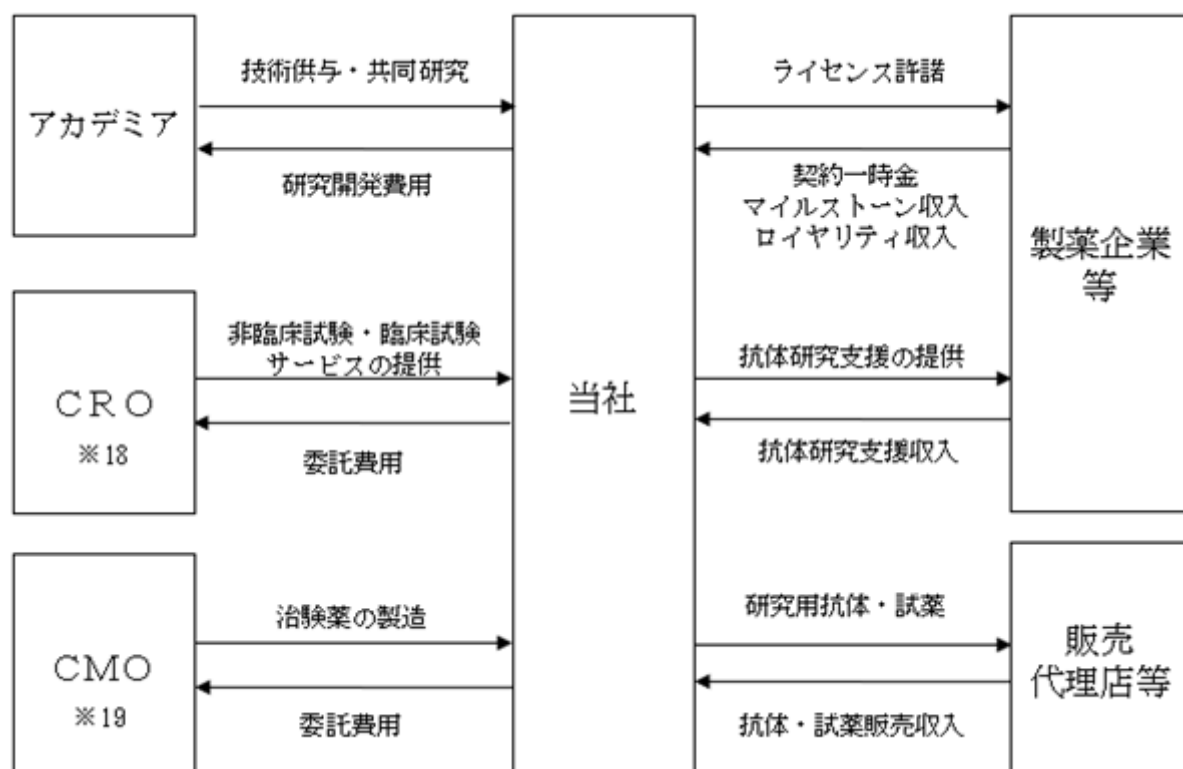 アカデミア
技術供与・共同研究
研究開発費用
CRO
※18
非臨床試験・臨床試験
サービスの提供
委託費用
CMO
※19
治験薬の製造
委託費用
当社
ライセンス許諾
契約一時金
マイルストーン収入
ロイヤリティ収入
抗体研究支援の提供
抗体研究支援収入
製薬企業
等
研究用抗体・試薬
抗体・試薬販売収入
販売
代理店等